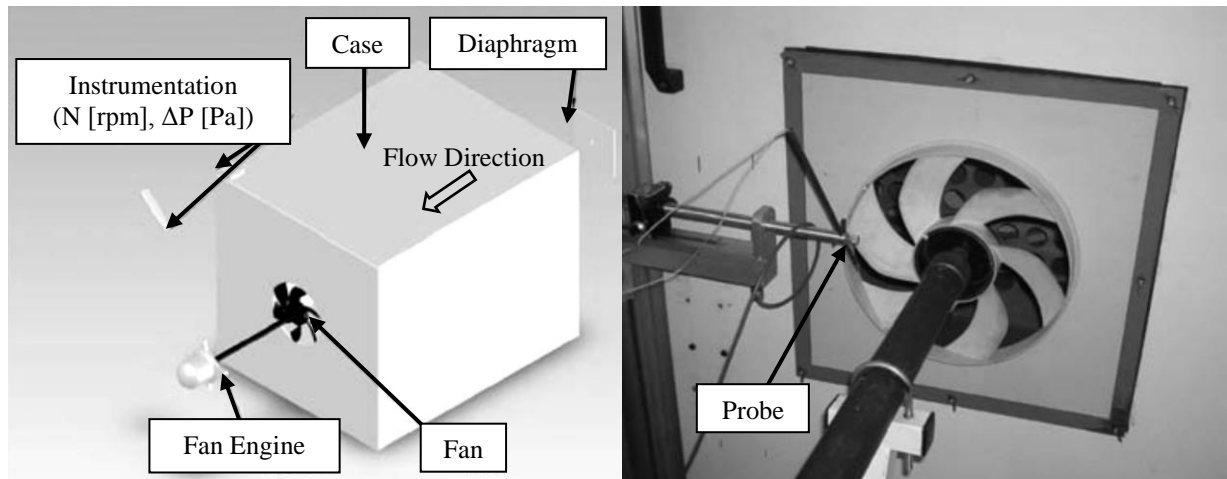 Case
Diaphragm
Instrumentation
(N [rpm], ΔP [Pa])
Flow Direction
Fan Engine
Fan
Probe